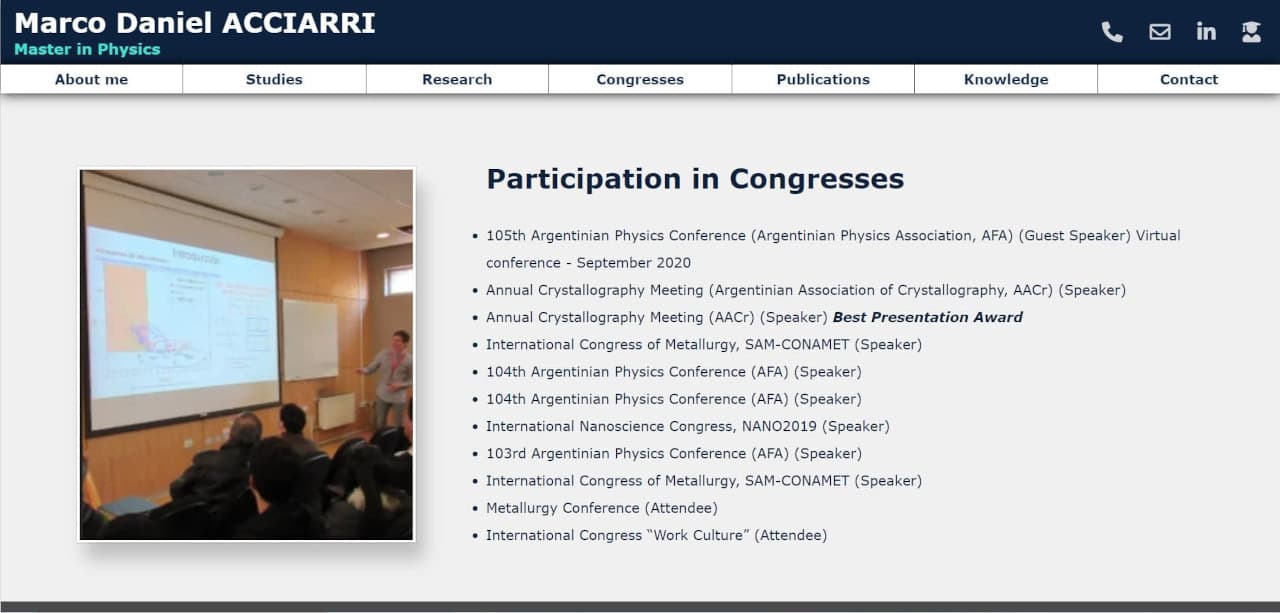 Marco Daniel ACCIARRI
Master in Physics
About me
Studies
Research
Congresses
Publications
Knowledge
Contact
Participation in Congresses
105th Argentinian Physics Conference (Argentinian Physics Association, AFA) (Guest Speaker) Virtual
conference - September 2020
Annual Crystallography Meeting (Argentinian Association of Crystallography, AACr) (Speaker)
Annual Crystallography Meeting (AACr) (Speaker) Best Presentation Award
International Congress of Metallurgy, SAM-CONAMET (Speaker)
104th Argentinian Physics Conference (AFA) (Speaker)
104th Argentinian Physics Conference (AFA) (Speaker)
International Nanoscience Congress, NANO2019 (Speaker)
103rd Argentinian Physics Conference (AFA) (Speaker)
International Congress of Metallurgy, SAM-CONAMET (Speaker)
Metallurgy Conference (Attendee)
International Congress “Work Culture” (Attendee)